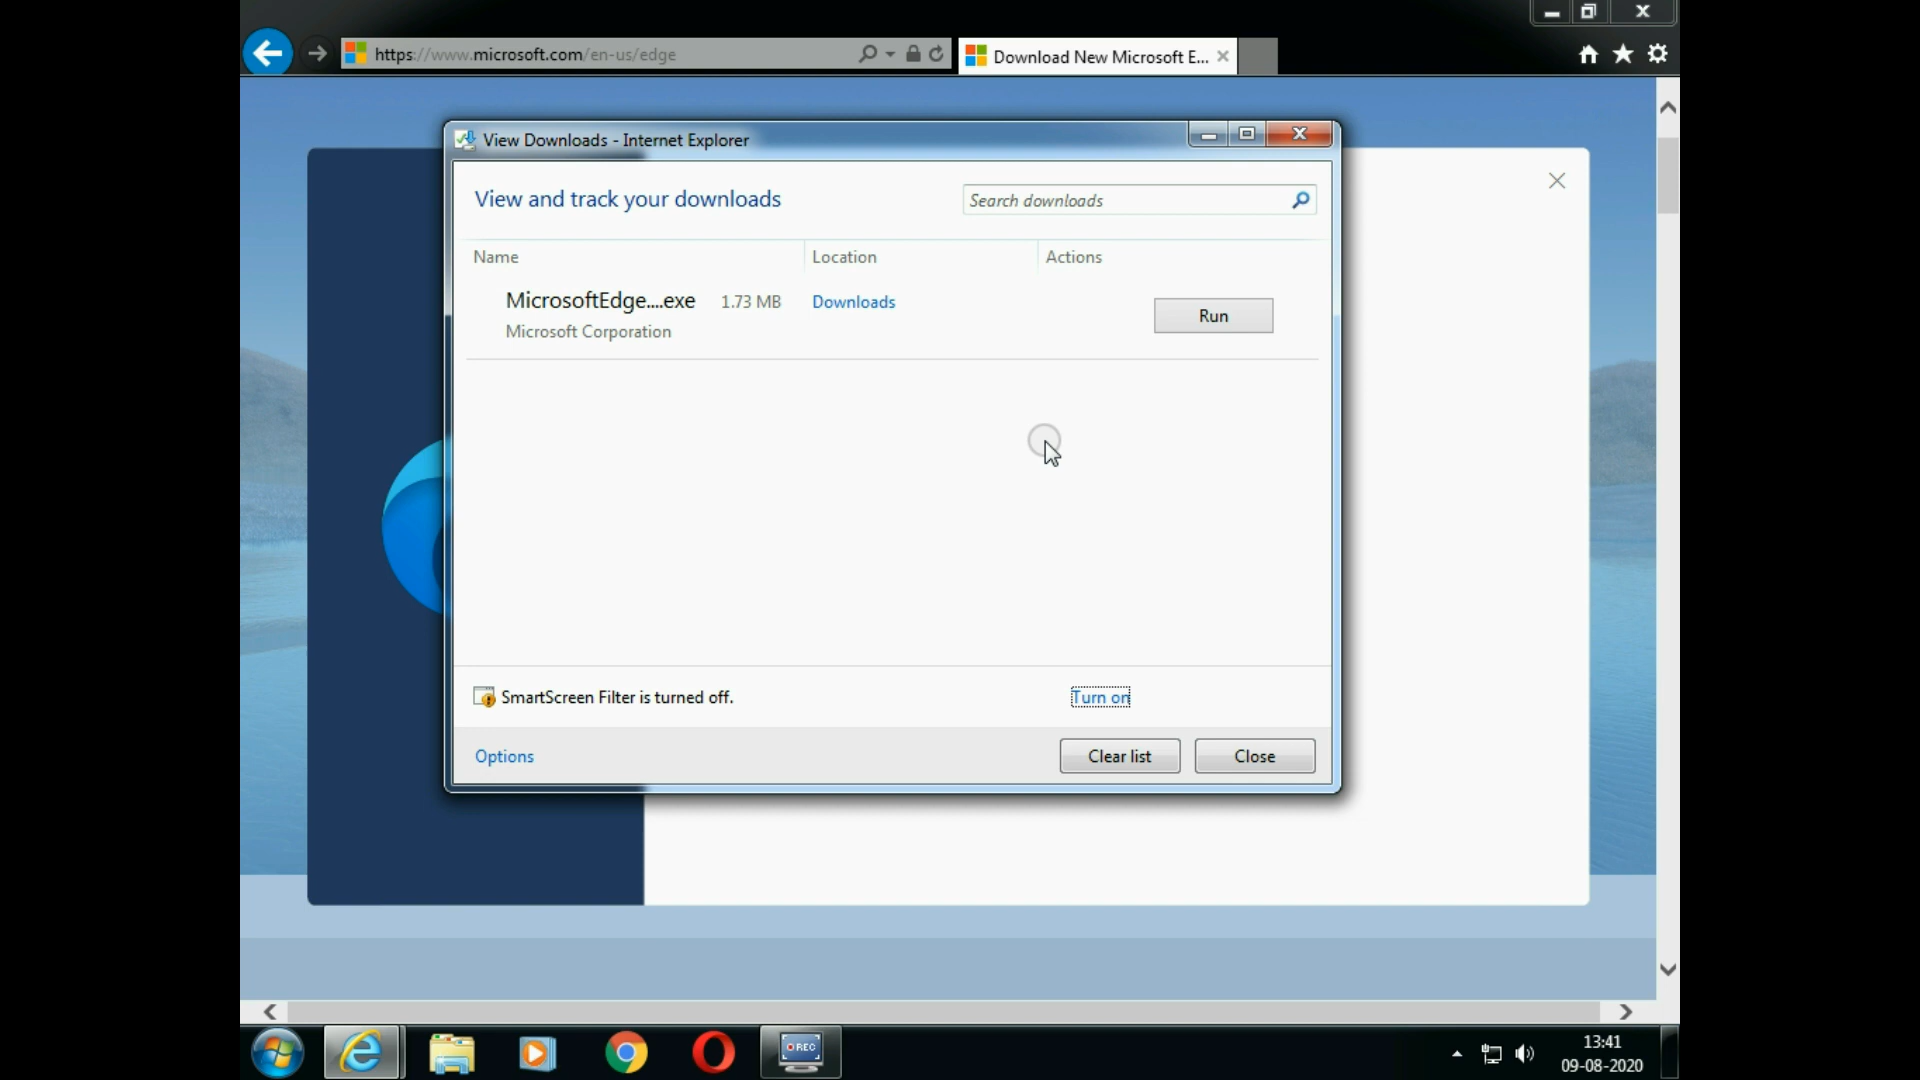 https://www.microsoft.com/en-us/edge
Download New Microsoft E...
View Downloads - Internet Explorer
View and track your downloads
Search downloads
Name
Location
Actions
MicrosoftEdge....exe
1.73 MB
Downloads
Run
Microsoft Corporation
SmartScreen Filter is turned off.
Turn on
Options
Clear list
Close
REC
13:41
09-08-2020